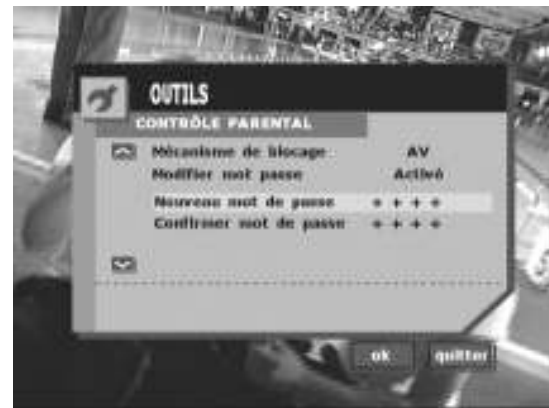 OUTILS
CONTRÔLE PARENTAL
Mécanisme de blocage AV
Modifier mot passe Activé
Nouveau mot de passe + + + +
Confirmer mot de passe + + + +
ok quitter